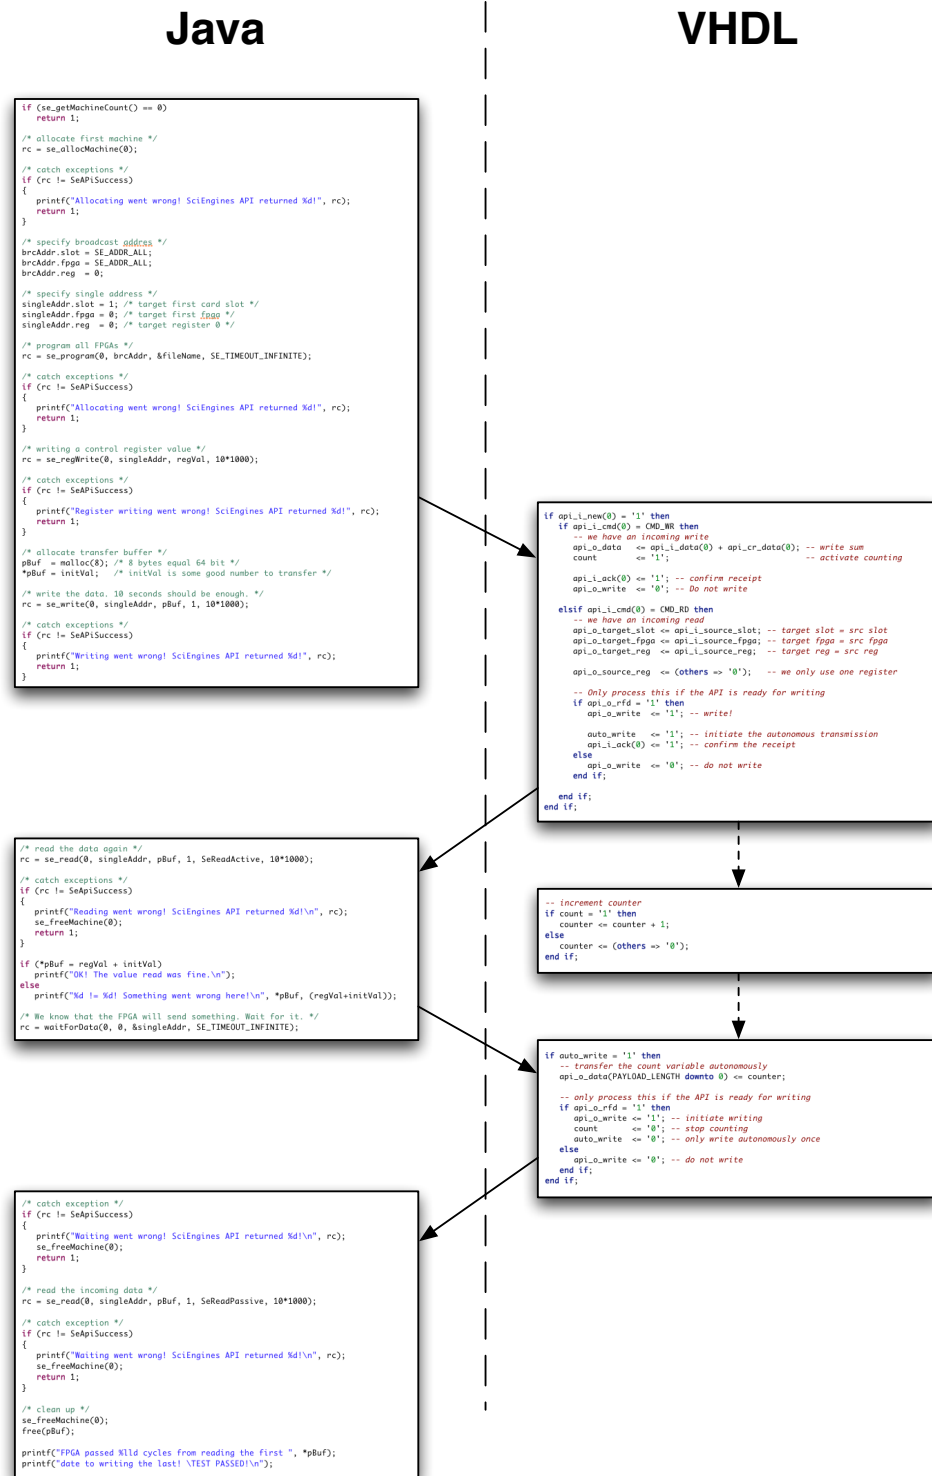 Java
VHDL
if (se_getMachineCount() == 0)
return 1;
/* allocate first machine */
rc = se_allocMachine(0);
/* catch exceptions */
if (rc != SeAPiSuccess)
{
printf("Allocating went wrong! SciEngines API returned %d!", rc);
return 1;
}
/* specify broadcast addres */
brcAddr.slot = SE_ADDR_ALL;
brcAddr.fpga = SE_ADDR_ALL;
brcAddr.reg = 0;
/* specify single address */
singleAddr.slot = 1; /* target first card slot */
singleAddr.fpga = 0; /* target first fpga */
singleAddr.reg = 0; /* target register 0 */
/* program all FPGAs */
rc = se_program(0, brcAddr, &fileName, SE_TIMEOUT_INFINITE);
/* catch exceptions */
if (rc != SeAPiSuccess)
{
printf("Allocating went wrong! SciEngines API returned %d!", rc);
return 1;
}
/* writing a control register value */
rc = se_regWrite(0, singleAddr, regVal, 10*1000);
/* catch exceptions */
if (rc != SeAPiSuccess)
{
printf("Register writing went wrong! SciEngines API returned %d!", rc);
return 1;
}
/* allocate transfer buffer */
pBuf = malloc(8); /* 8 bytes equal 64 bit */
*pBuf = initVal; /* initVal is some good number to transfer */
/* write the data. 10 seconds should be enough. */
rc = se_write(0, singleAddr, pBuf, 1, 10*1000);
/* catch exceptions */
if (rc != SeAPiSuccess)
{
printf("Writing went wrong! SciEngines API returned %d!", rc);
return 1;
}
if api_i_new(0) = '1' then
if api_i_cmd(0) = CMD_WR then
-- we have an incoming write
api_o_data <= api_i_data(0) + api_cr_data(0); -- write sum
count <= '1'; -- activate counting
api_i_ack(0) <= '1'; -- confirm receipt
api_o_write <= '0'; -- Do not write
elsif api_i_cmd(0) = CMD_RD then
-- we have an incoming read
api_o_target_slot <= api_i_source_slot; -- target slot = src slot
api_o_target_fpga <= api_i_source_fpga; -- target fpga = src fpga
api_o_target_reg <= api_i_source_reg; -- target reg = src reg
api_o_source_reg <= (others => '0'); -- we only use one register
-- Only process this if the API is ready for writing
if api_o_rfd = '1' then
api_o_write <= '1'; -- write!
auto_write <= '1'; -- initiate the autonomous transmission
api_i_ack(0) <= '1'; -- confirm the receipt
else
api_o_write <= '0'; -- do not write
end if;
end if;
end if;
/* read the data again */
rc = se_read(0, singleAddr, pBuf, 1, SeReadActive, 10*1000);
/* catch exceptions */
if (rc != SeApiSuccess)
{
printf("Reading went wrong! SciEngines API returned %d!\n", rc);
se_freeMachine(0);
return 1;
}
if (*pBuf = regVal + initVal)
printf("OK! The value read was fine.\n");
else
printf("%d != %d! Something went wrong here!\n", *pBuf, (regVal+initVal));
/* We know that the FPGA will send something. Wait for it. */
rc = waitForData(0, 0, &singleAddr, SE_TIMEOUT_INFINITE);
-- increment counter
if count = '1' then
counter <= counter + 1;
else
counter <= (others => '0');
end if;
if auto_write = '1' then
-- transfer the count variable autonomously
api_o_data(PAYLOAD_LENGTH downto 0) <= counter;
-- only process this if the API is ready for writing
if api_o_rfd = '1' then
api_o_write <= '1'; -- initiate writing
count <= '0'; -- stop counting
auto_write <= '0'; -- only write autonomously once
else
api_o_write <= '0'; -- do not write
end if;
end if;
/* catch exception */
if (rc != SeApiSuccess)
{
printf("Waiting went wrong! SciEngines API returned %d!\n", rc);
se_freeMachine(0);
return 1;
}
/* read the incoming data */
rc = se_read(0, singleAddr, pBuf, 1, SeReadPassive, 10*1000);
/* catch exception */
if (rc != SeApiSuccess)
{
printf("Waiting went wrong! SciEngines API returned %d!\n", rc);
se_freeMachine(0);
return 1;
}
/* clean up */
se_freeMachine(0);
free(pBuf);
printf("FPGA passed %lld cycles from reading the first ", *pBuf);
printf("date to writing the last! \TEST PASSED!\n");